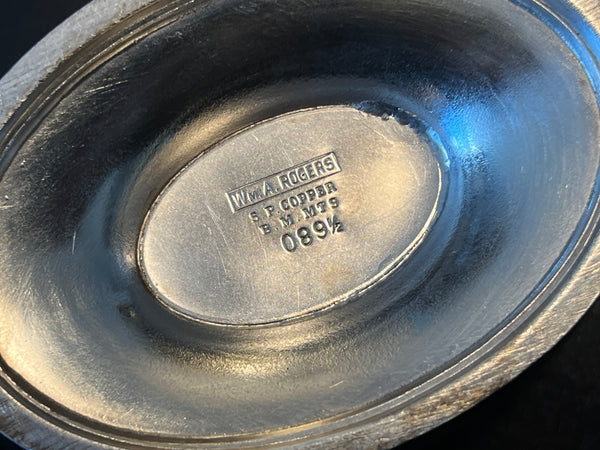 WM. A. ROGERS
S. P. COPPER
B. M. MTS
089½